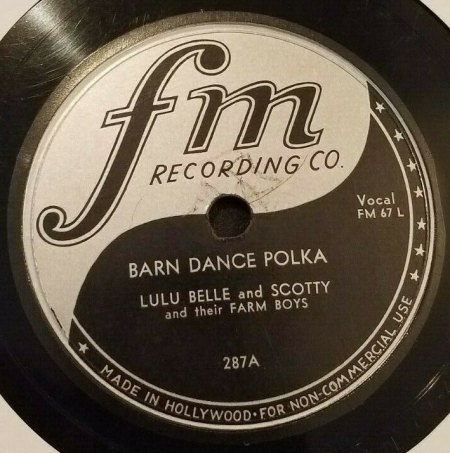 fm
RECORDING CO.
Vocal
FM 67 L
BARN DANCE POLKA
LULU BELLE and SCOTTY
and their FARM BOYS
287A
★ MADE IN HOLLYWOOD · FOR NON-COMMERCIAL USE ★★★★★